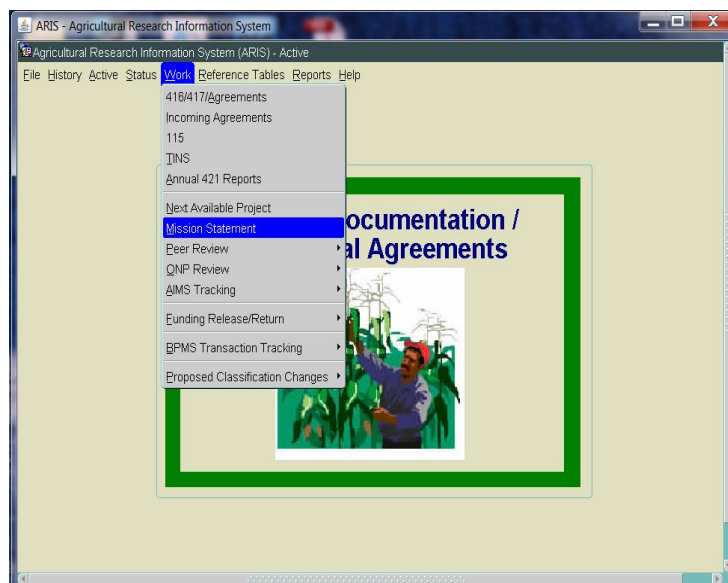 ARIS - Agricultural Research Information System
Agricultural Research Information System (ARIS) - Active
File History Active Status Work Reference Tables Reports Help
416/417/Agreements
Incoming Agreements
115
TINS
Annual 421 Reports
Next Available Project
Mission Statement
Peer Review
ONP Review
AIMS Tracking
Funding Release/Return
BPMS Transaction Tracking
Proposed Classification Changes
ocumentation /
al Agreements